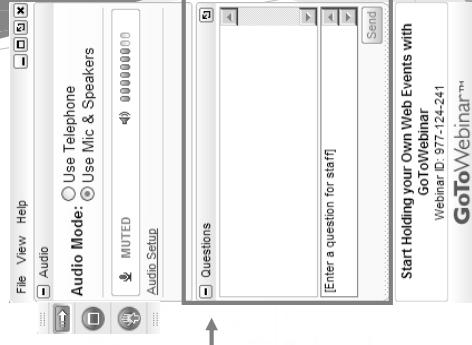 File View Help
Audio
Audio Mode: Use Telephone
Use Mic & Speakers
MUTED
Audio Setup
Questions
[Enter a question for staff]
Send
Start Holding your Own Web Events with
GoToWebinar
Webinar ID: 977-124-241
GoToWebinar™